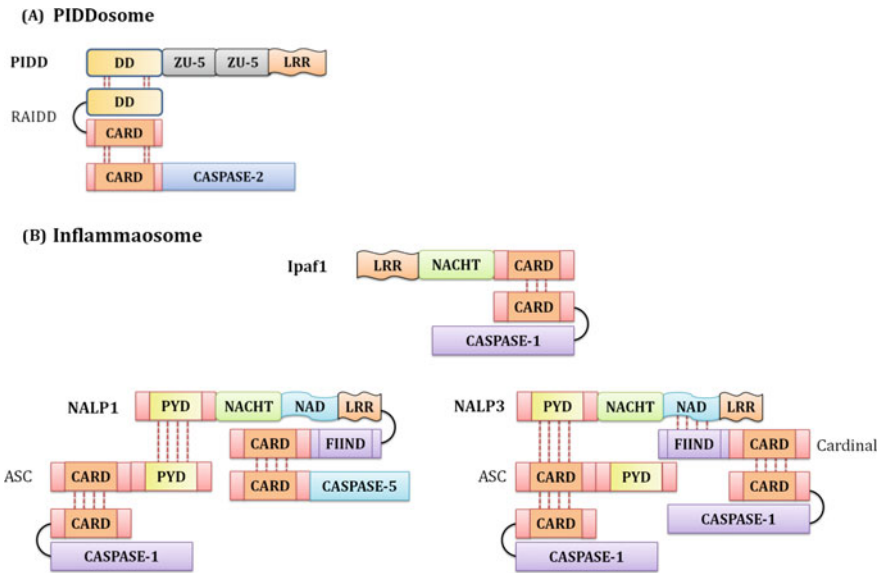 (A) PIDDosome
PIDD DD ZU-5 ZU-5 LRR
DD
RAIDD
CARD
CARD CASPASE-2
(B) Inflammaosome
Ipaf1 LRR NACHT CARD
CARD
CASPASE-1
NALP1 PYD NACHT NAD LRR
CARD FIIND
ASC CARD PYD
CARD CASPASE-5
CARD
CASPASE-1
NALP3 PYD NACHT NAD LRR
FIIND CARD Cardinal
ASC CARD PYD
CARD
CASPASE-1
CARD
CASPASE-1